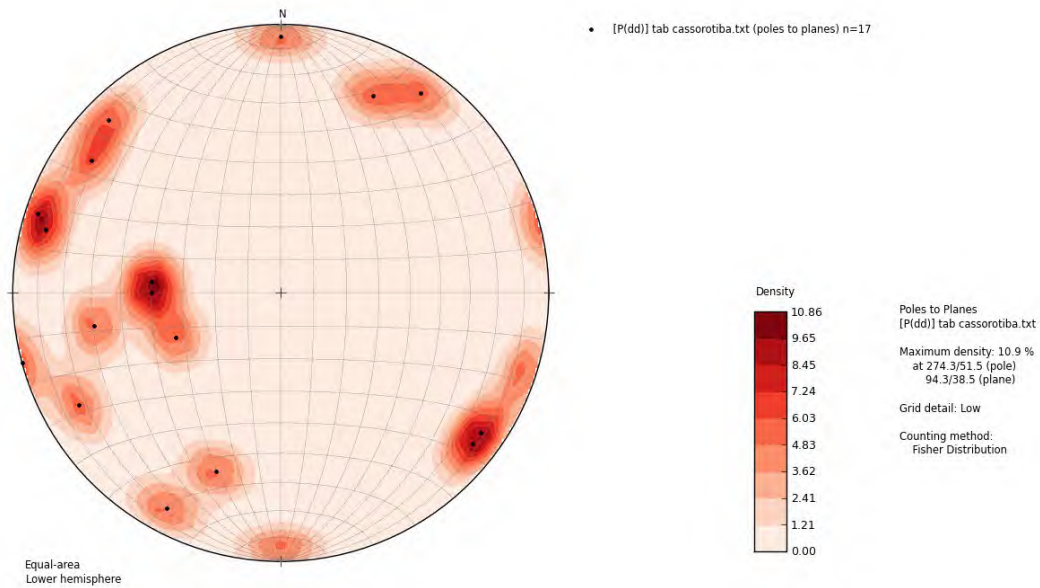 N
[P(dd)] tab cassorotiba.txt (poles to planes) n=17
Density
10.86
9.65
8.45
7.24
6.03
4.83
3.62
2.41
1.21
0.00
Poles to Planes
[P(dd)] tab cassorotiba.txt
Maximum density: 10.9 %
at 274.3/51.5 (pole)
94.3/38.5 (plane)
Grid detail: Low
Counting method:
Fisher Distribution
Equal-area
Lower hemisphere